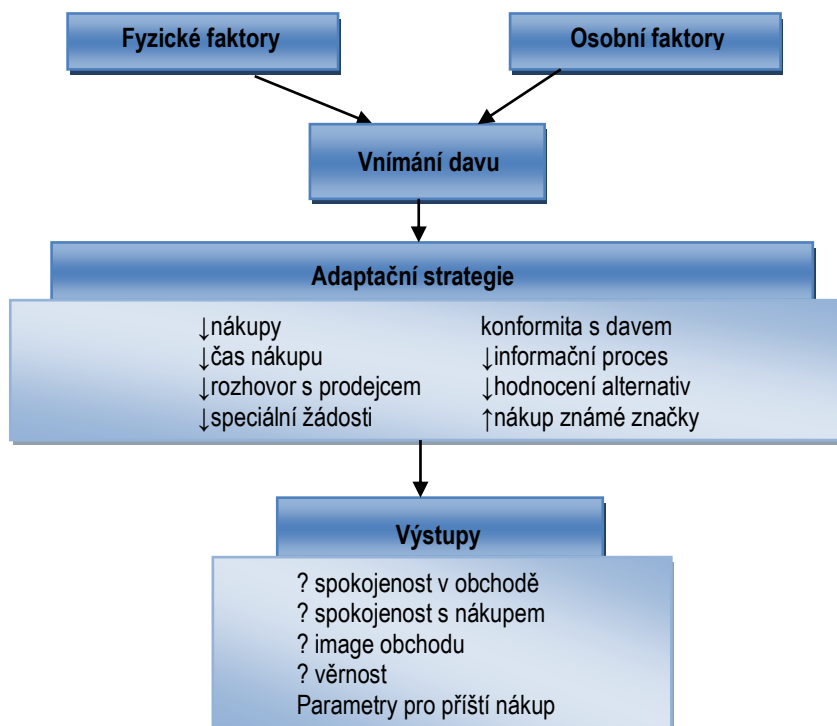 Fyzické faktory
Osobní faktory
Vnímání davu
Adaptační strategie
↓nákupy
↓čas nákupu
↓rozhovor s prodejcem
↓speciální žádosti
konformita s davem
↓informační proces
↓hodnocení alternativ
↑nákup známé značky
Výstupy
? spokojenost v obchodě
? spokojenost s nákupem
? image obchodu
? věrnost
Parametry pro příští nákup